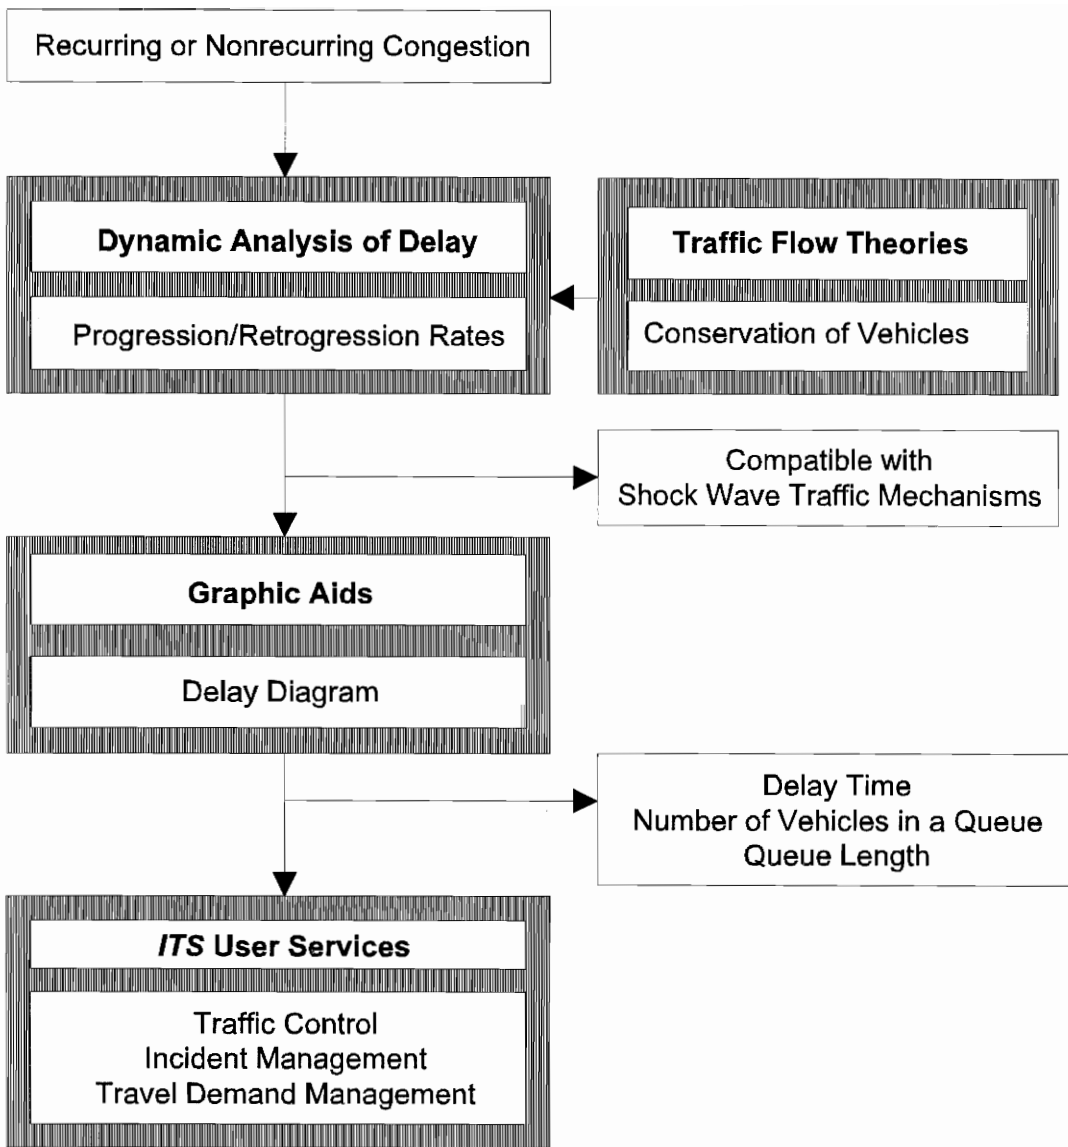 Recurring or Nonrecurring Congestion
Dynamic Analysis of Delay
Progression/Retrogression Rates
Traffic Flow Theories
Conservation of Vehicles
Compatible with
Shock Wave Traffic Mechanisms
Graphic Aids
Delay Diagram
Delay Time
Number of Vehicles in a Queue
Queue Length
ITS User Services
Traffic Control
Incident Management
Travel Demand Management